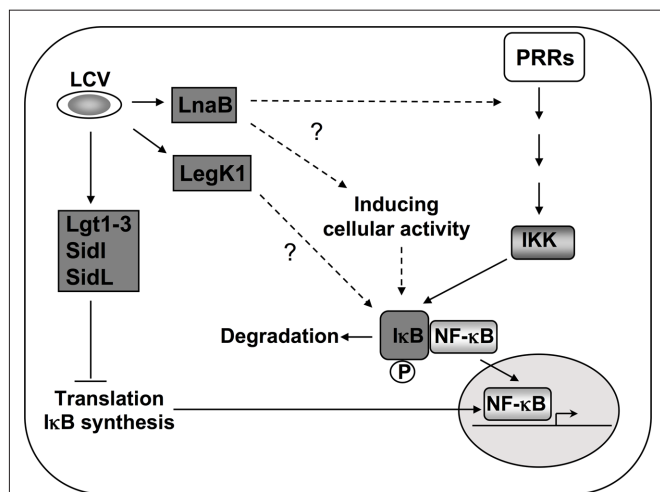 PRRs
LCV
LnaB
?
LegK1
Lgt1-3
SidI
SidL
Inducing
cellular activity
IKK
?
Degradation
IκB
NF-κB
P
Translation
IκB synthesis
NF-κB